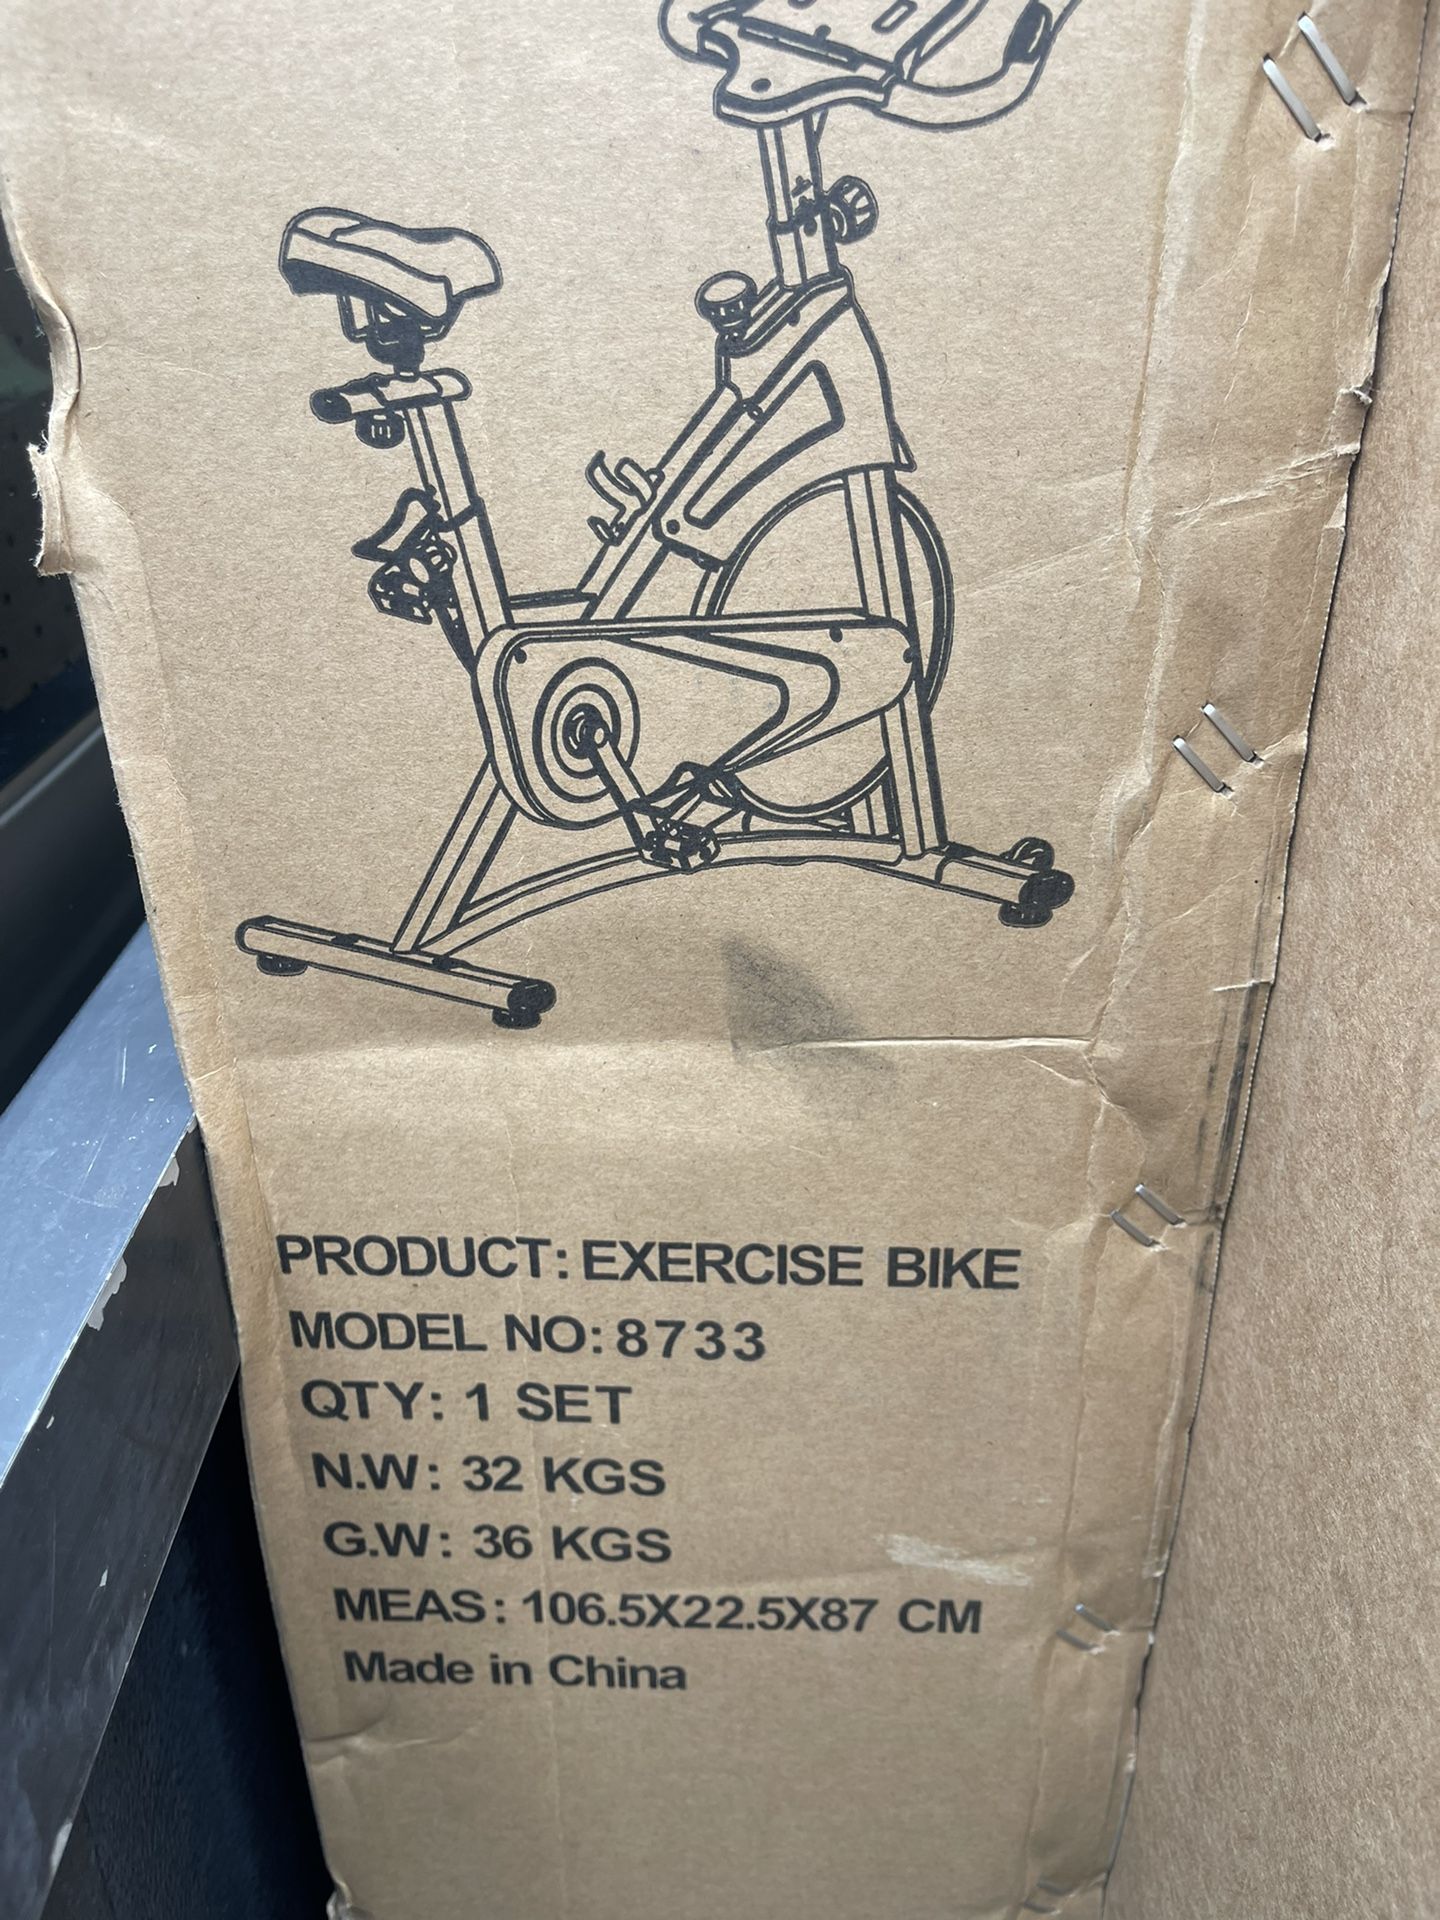 PRODUCT: EXERCISE BIKE
MODEL NO: 8733
QTY: 1 SET
N.W: 32 KGS
G.W: 36 KGS
MEAS: 106.5X22.5X87 CM
Made in China